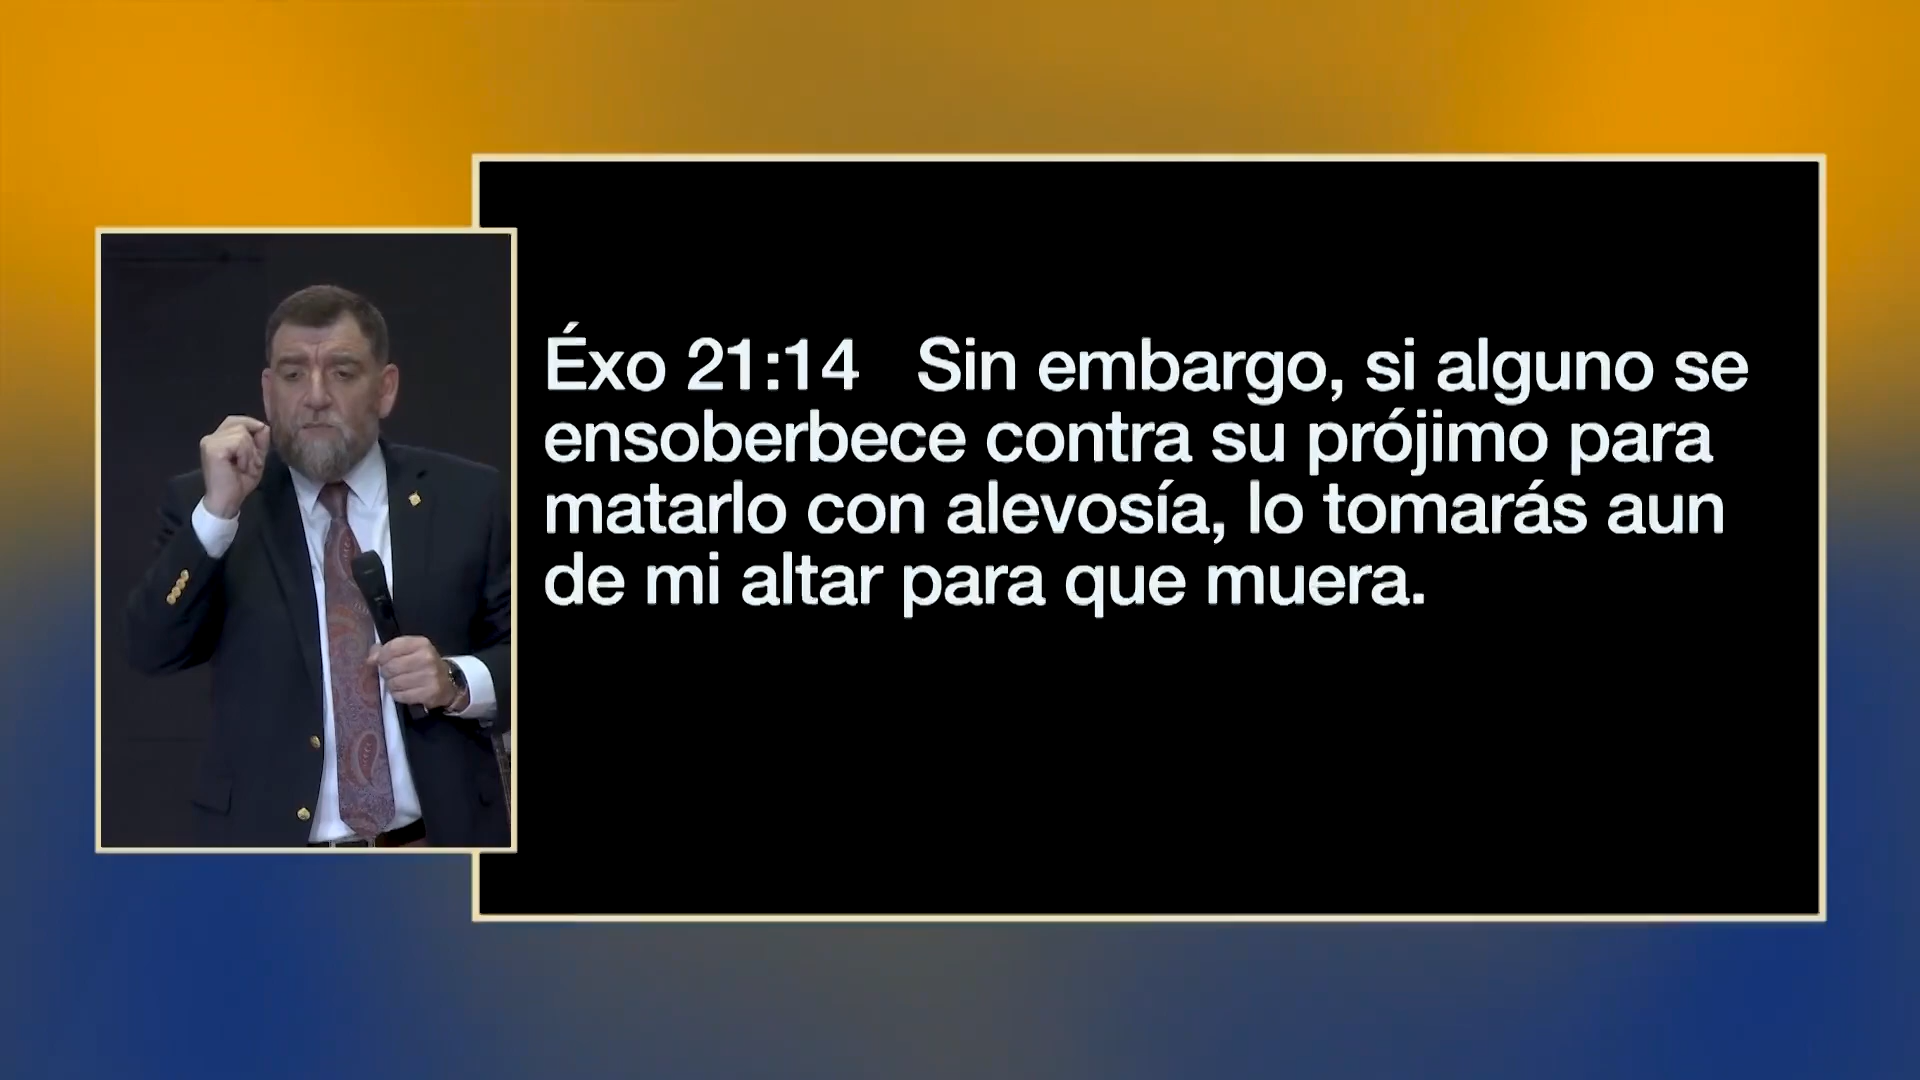 Éxo 21:14   Sin embargo, si alguno se
ensoberbece contra su prójimo para
matarlo con alevosía, lo tomarás aun
de mi altar para que muera.